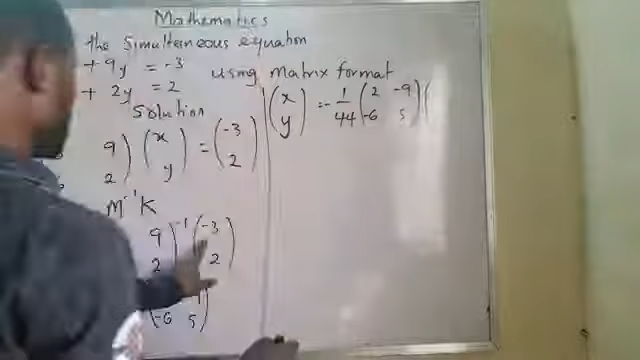 Mathematics
the Simultaneous equation
+ 9y = -3
using Matrix format
+ 2y = 2
Solution
9 ) ( x ) = ( -3 )
2 ) ( y ) ( 2 )
M⁻¹K
9 )⁻¹ ( -3 )
2 ( 2 )
( -6 5 )
( x ) = - 1 ( 2 -9 ) (
( y ) 44 ( -6 5 )